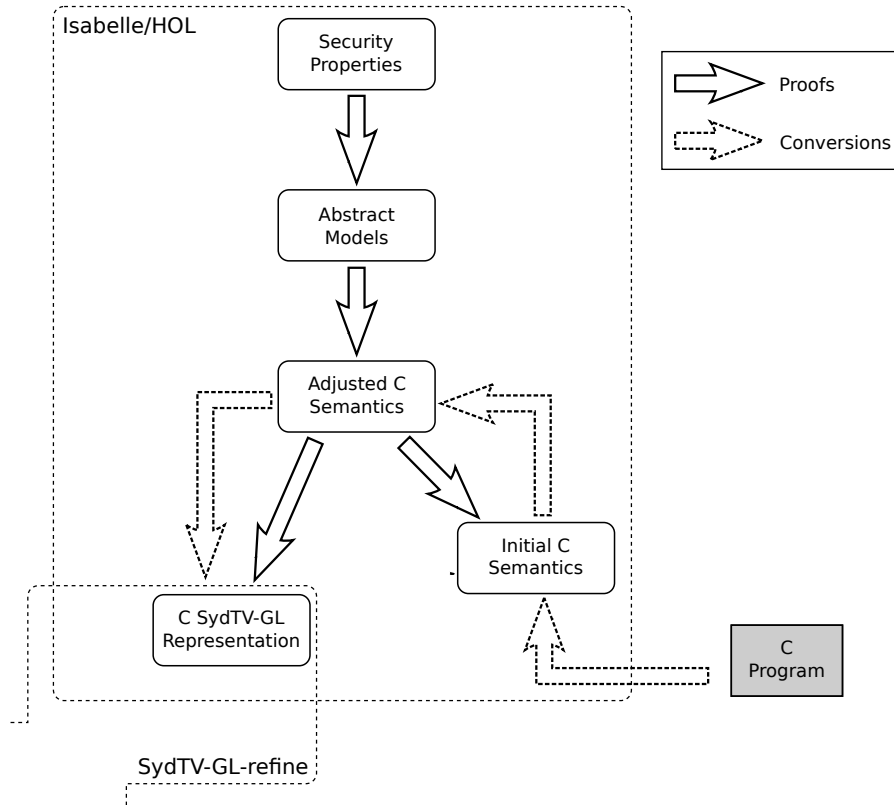 Isabelle/HOL
Security
Properties
Proofs
Conversions
Abstract
Models
Adjusted C
Semantics
Initial C
Semantics
C SydTV-GL
Representation
C
Program
SydTV-GL-refine